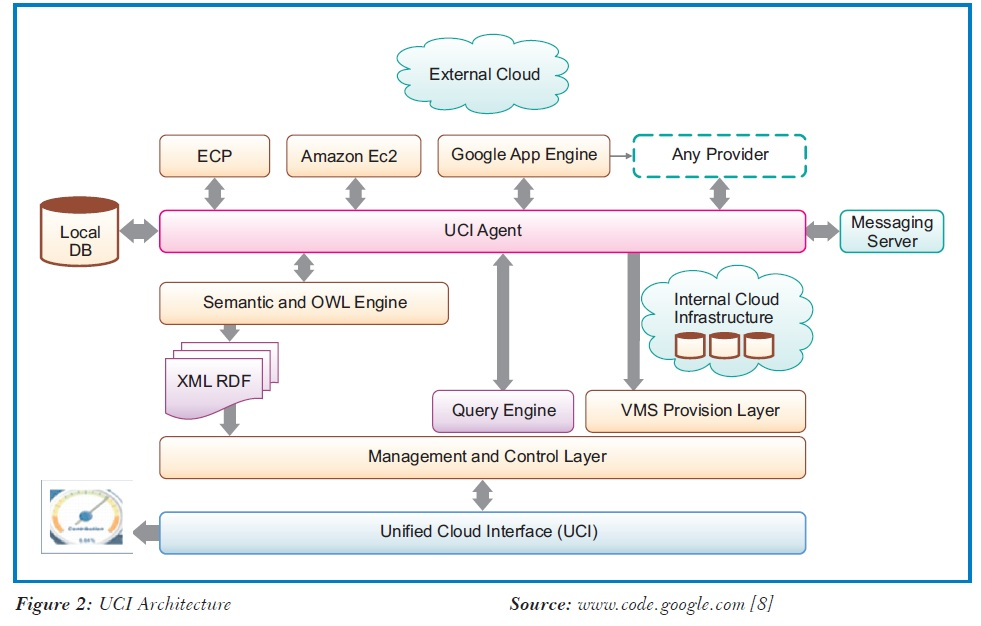 External Cloud
ECP
Amazon Ec2
Google App Engine
Any Provider
Local
DB
UCI Agent
Messaging
Server
Semantic and OWL Engine
Internal Cloud
Infrastructure
XML RDF
Query Engine
VMS Provision Layer
Management and Control Layer
Unified Cloud Interface (UCI)
Contribution
Figure 2: UCI Architecture
Source: www.code.google.com [8]